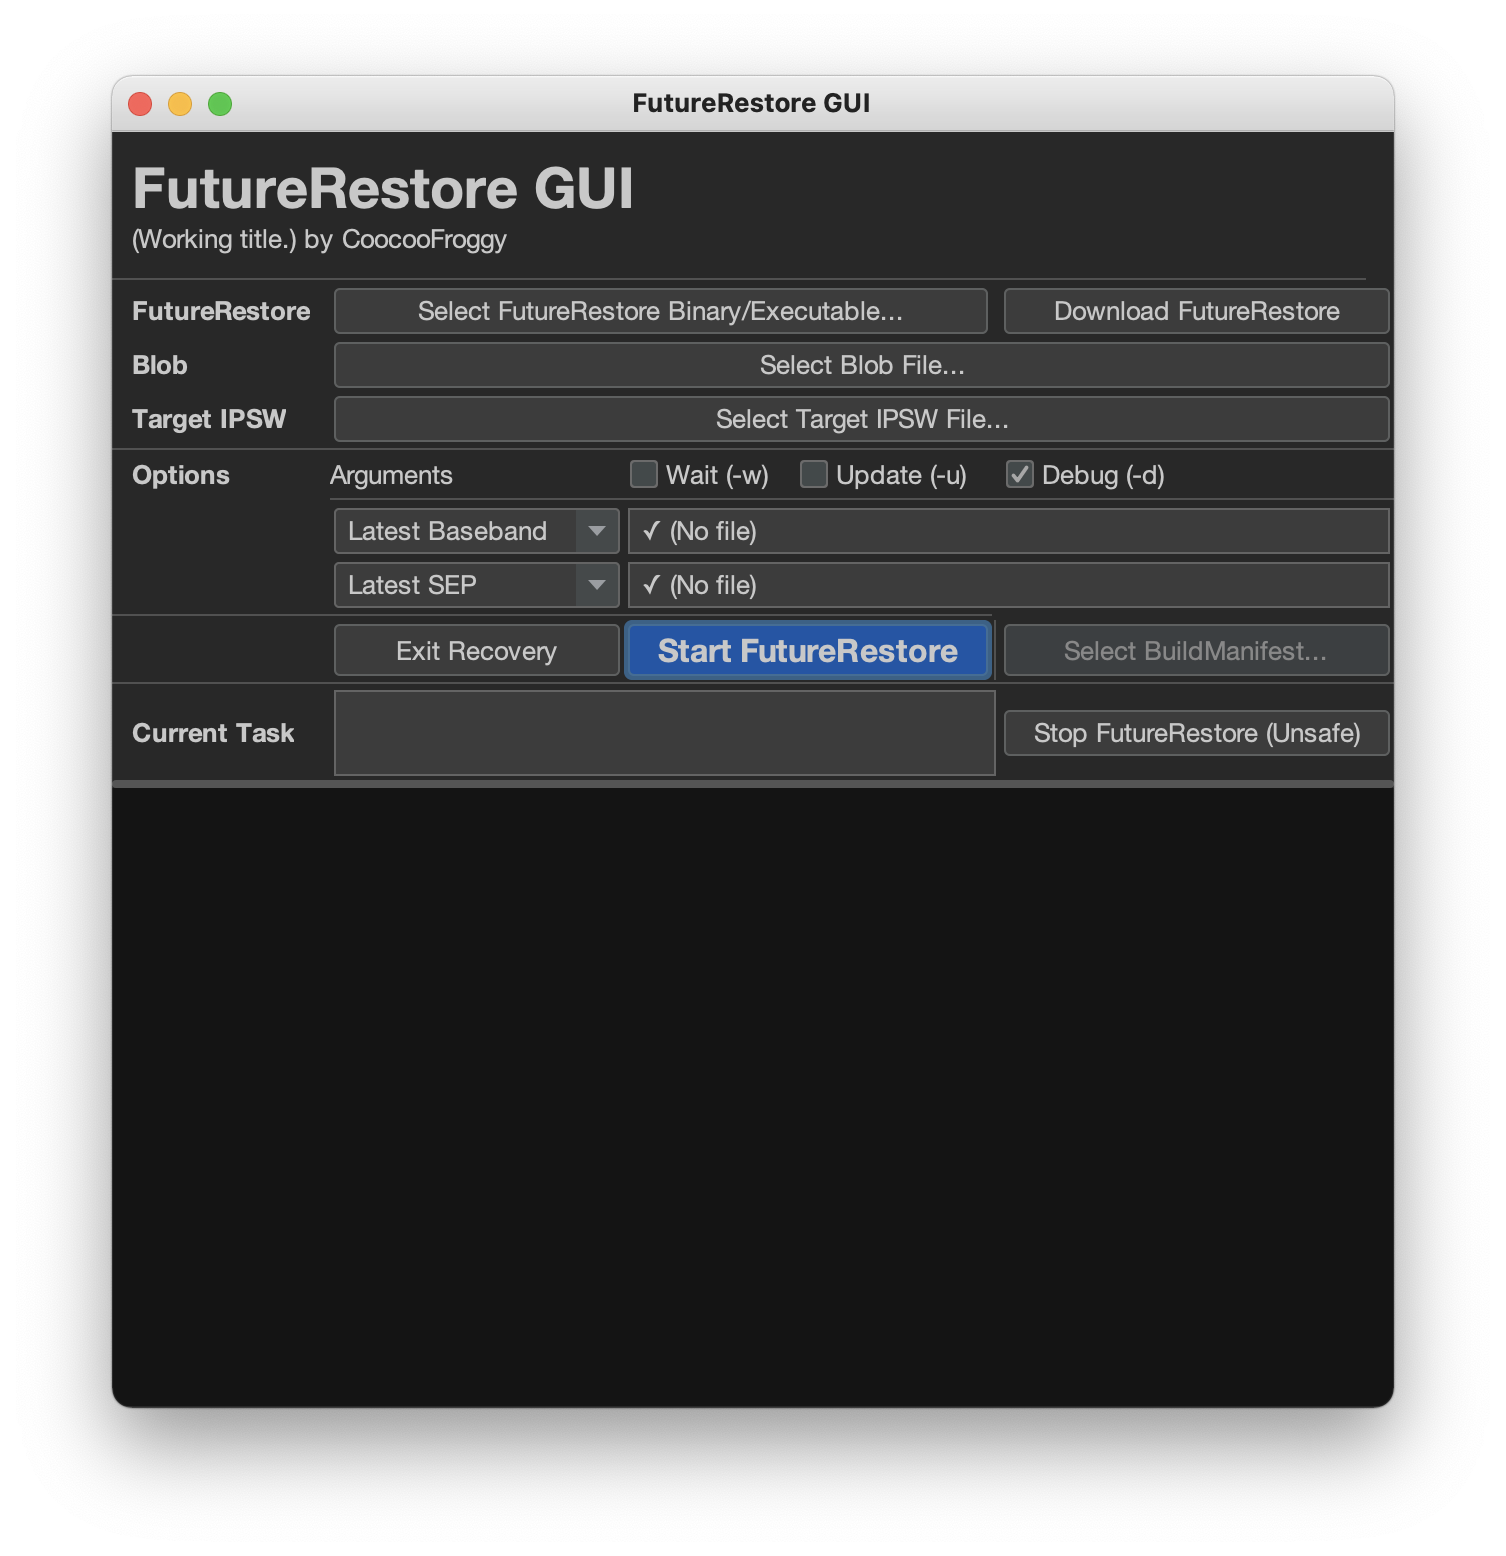 FutureRestore GUI
FutureRestore GUI
(Working title.) by CoocooFroggy
FutureRestore Select FutureRestore Binary/Executable... Download FutureRestore
Blob Select Blob File...
Target IPSW Select Target IPSW File...
Options Arguments Wait (-w) Update (-u) Debug (-d)
Latest Baseband ✓ (No file)
Latest SEP ✓ (No file)
Exit Recovery Start FutureRestore Select BuildManifest...
Current Task Stop FutureRestore (Unsafe)